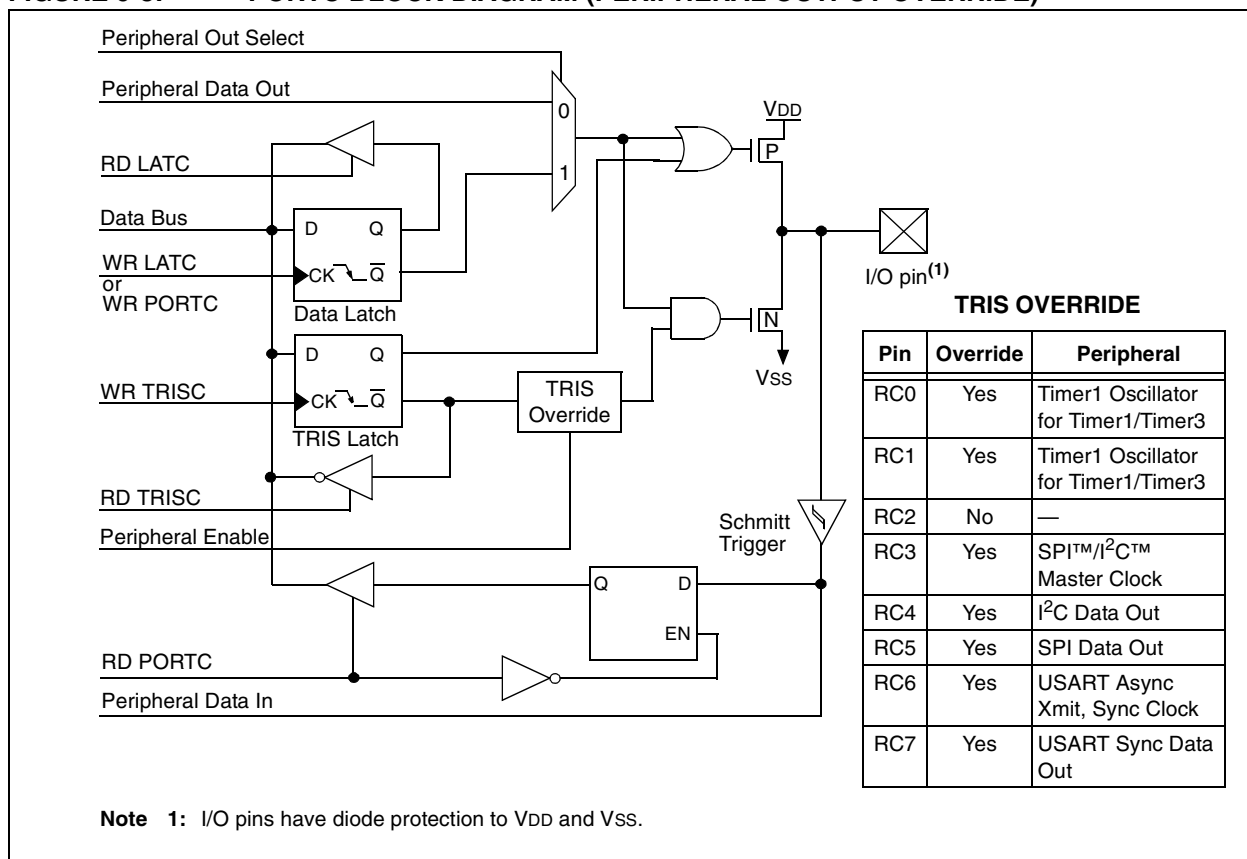 Peripheral Out Select
Peripheral Data Out
0
1
VDD
P
RD LATC
Data Bus
D Q
WR LATC
or
WR PORTC
CK Q̅
Data Latch
I/O pin(1)
N
VSS
D Q
WR TRISC
CK Q̅
TRIS Latch
TRIS
Override
RD TRISC
Peripheral Enable
Schmitt
Trigger
Q D
EN
RD PORTC
Peripheral Data In
TRIS OVERRIDE
Pin Override Peripheral
RC0 Yes Timer1 Oscillator
for Timer1/Timer3
RC1 Yes Timer1 Oscillator
for Timer1/Timer3
RC2 No —
RC3 Yes SPI™/I²C™
Master Clock
RC4 Yes I²C Data Out
RC5 Yes SPI Data Out
RC6 Yes USART Async
Xmit, Sync Clock
RC7 Yes USART Sync Data
Out
Note 1: I/O pins have diode protection to VDD and VSS.